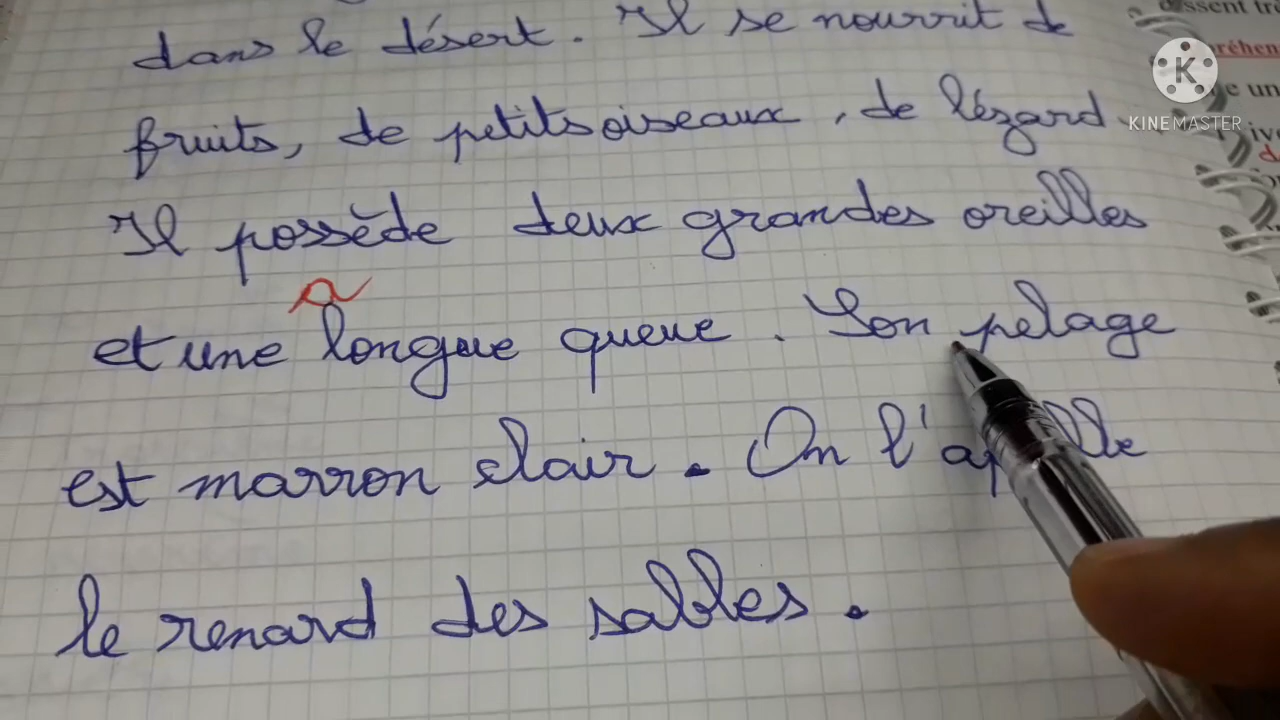 dans le désert. Il se nourrit de
fruits, de petits oiseaux, de lézard
Il possède deux grandes oreilles
a
et une longue queue. Son pelage
est marron clair. On l'a
le renard des sables.
KINEMASTER